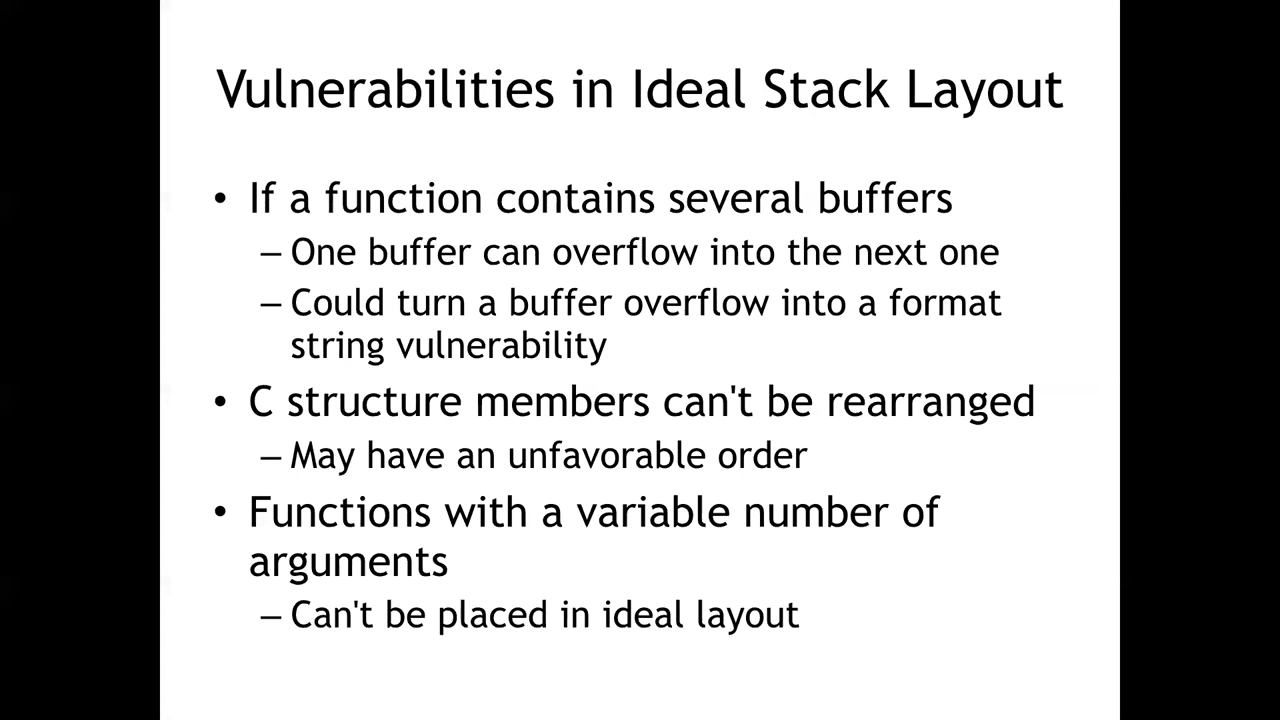 Vulnerabilities in Ideal Stack Layout
• If a function contains several buffers
– One buffer can overflow into the next one
– Could turn a buffer overflow into a format
string vulnerability
• C structure members can't be rearranged
– May have an unfavorable order
• Functions with a variable number of
arguments
– Can't be placed in ideal layout